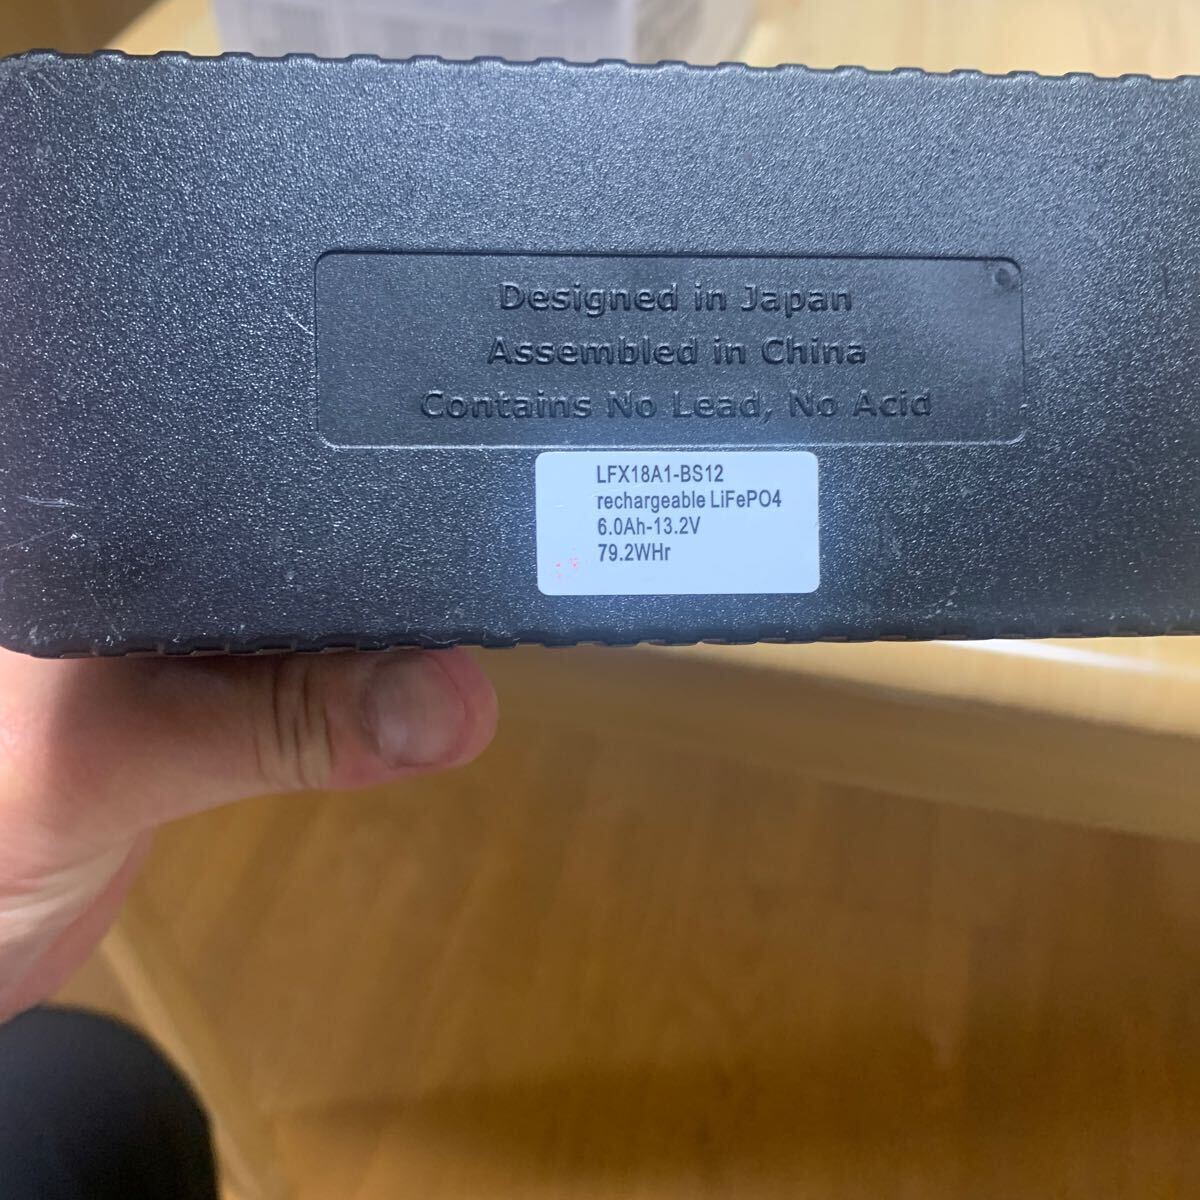 Designed in Japan
Assembled in China
Contains No Lead, No Acid
LFX18A1-BS12
rechargeable LiFePO4
6.0Ah-13.2V
79.2WHr